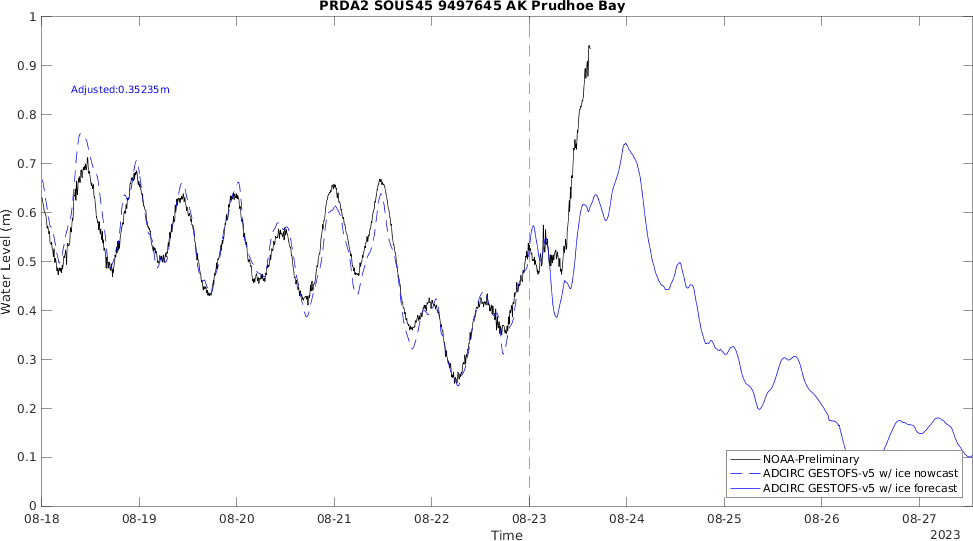 PRDA2 SOUS45 9497645 AK Prudhoe Bay
1
0.9
Adjusted:0.35235m
0.8
0.7
0.6
0.5
Water Level (m)
0.4
0.3
0.2
0.1
NOAA-Preliminary
ADCIRC GESTOFS-v5 w/ ice nowcast
ADCIRC GESTOFS-v5 w/ ice forecast
0
08-18 08-19 08-20 08-21 08-22 08-23 08-24 08-25 08-26 08-27
Time
2023